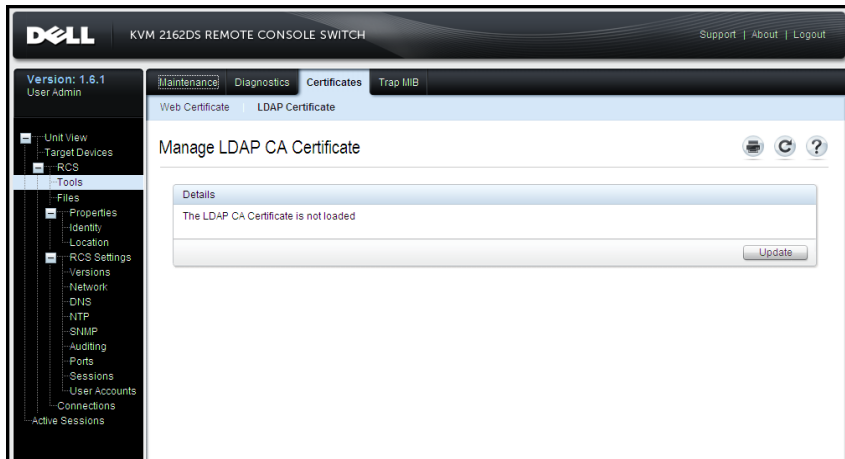 DELL
KVM 2162DS REMOTE CONSOLE SWITCH
Support | About | Logout
Version: 1.6.1
User Admin
Maintenance Diagnostics Certificates Trap MIB
Web Certificate LDAP Certificate
Unit View
Target Devices
RCS
Tools
Files
Properties
Identity
Location
RCS Settings
Versions
Network
DNS
NTP
SNMP
Auditing
Ports
Sessions
User Accounts
Connections
Active Sessions
Manage LDAP CA Certificate
Details
The LDAP CA Certificate is not loaded
Update